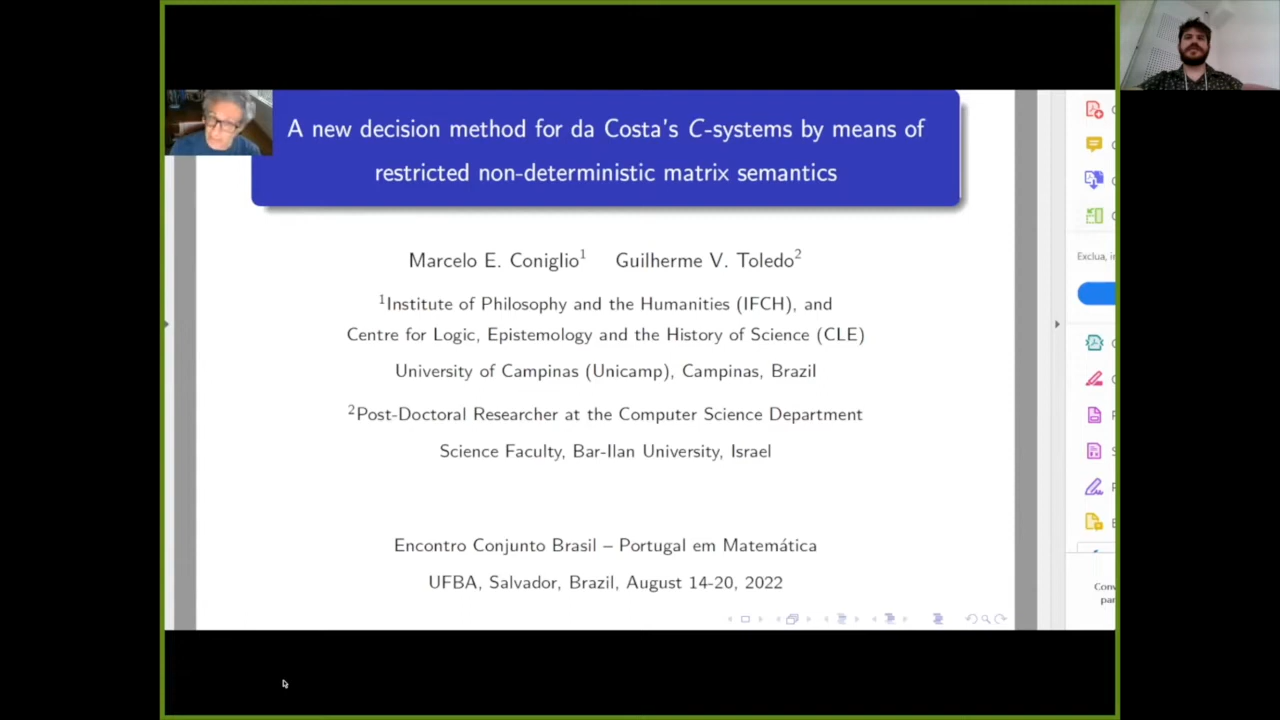 A new decision method for da Costa's C-systems by means of
restricted non-deterministic matrix semantics
Marcelo E. Coniglio¹ Guilherme V. Toledo²
¹Institute of Philosophy and the Humanities (IFCH), and
Centre for Logic, Epistemology and the History of Science (CLE)
University of Campinas (Unicamp), Campinas, Brazil
²Post-Doctoral Researcher at the Computer Science Department
Science Faculty, Bar-Ilan University, Israel
Encontro Conjunto Brasil – Portugal em Matemática
UFBA, Salvador, Brazil, August 14-20, 2022
Exclua, i